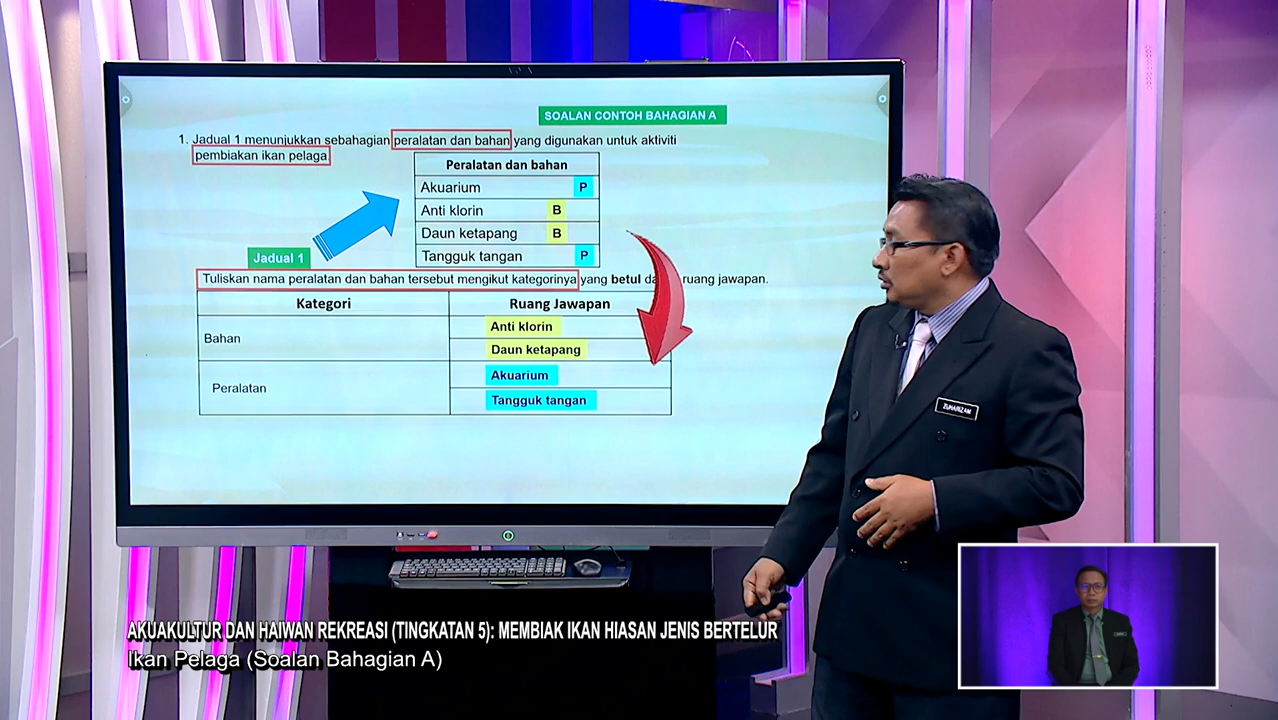 SOALAN CONTOH BAHAGIAN A
1. Jadual 1 menunjukkan sebahagian peralatan dan bahan yang digunakan untuk aktiviti
pembiakan ikan pelaga
Peralatan dan bahan
Akuarium P
Anti klorin B
Daun ketapang B
Tangguk tangan P
Jadual 1
Tuliskan nama peralatan dan bahan tersebut mengikut kategorinya yang betul ruang jawapan.
Kategori Ruang Jawapan
Bahan
Anti klorin
Daun ketapang
Peralatan
Akuarium
Tangguk tangan
ZUHARIZAM
AKUAKULTUR DAN HAIWAN REKREASI (TINGKATAN 5): MEMBIAK IKAN HIASAN JENIS BERTELUR
Ikan Pelaga (Soalan Bahagian A)